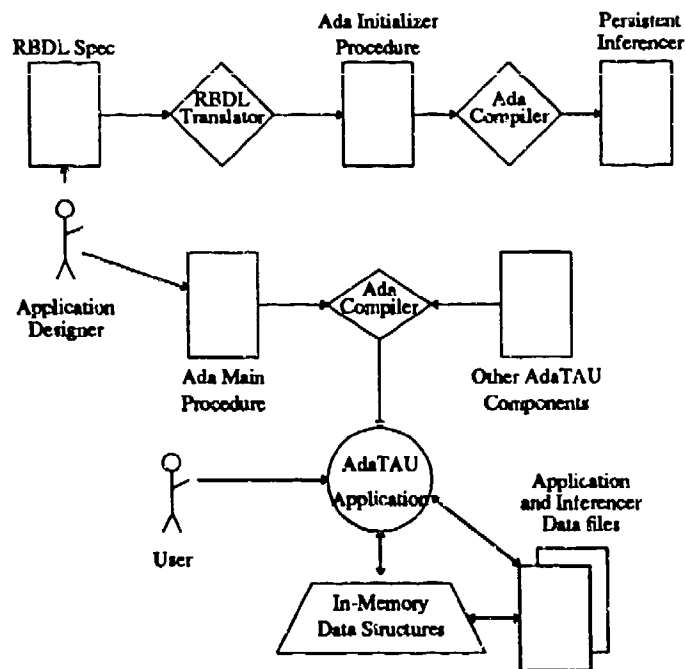 RBDL Spec
Ada Initializer
Procedure
Persistent
Inferencer
RBDL
Translator
Ada
Compiler
Application
Designer
Ada Main
Procedure
Ada
Compiler
Other AdaTAU
Components
User
AdaTAU
Application
Application
and Inferencer
Data files
In-Memory
Data Structures